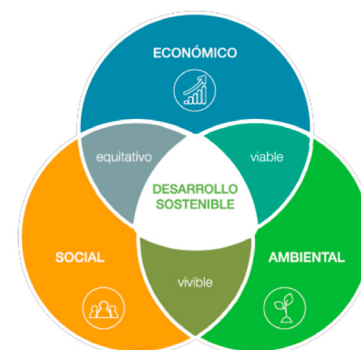 ECONÓMICO
equitativo
viable
DESARROLLO
SOSTENIBLE
SOCIAL
AMBIENTAL
vivible